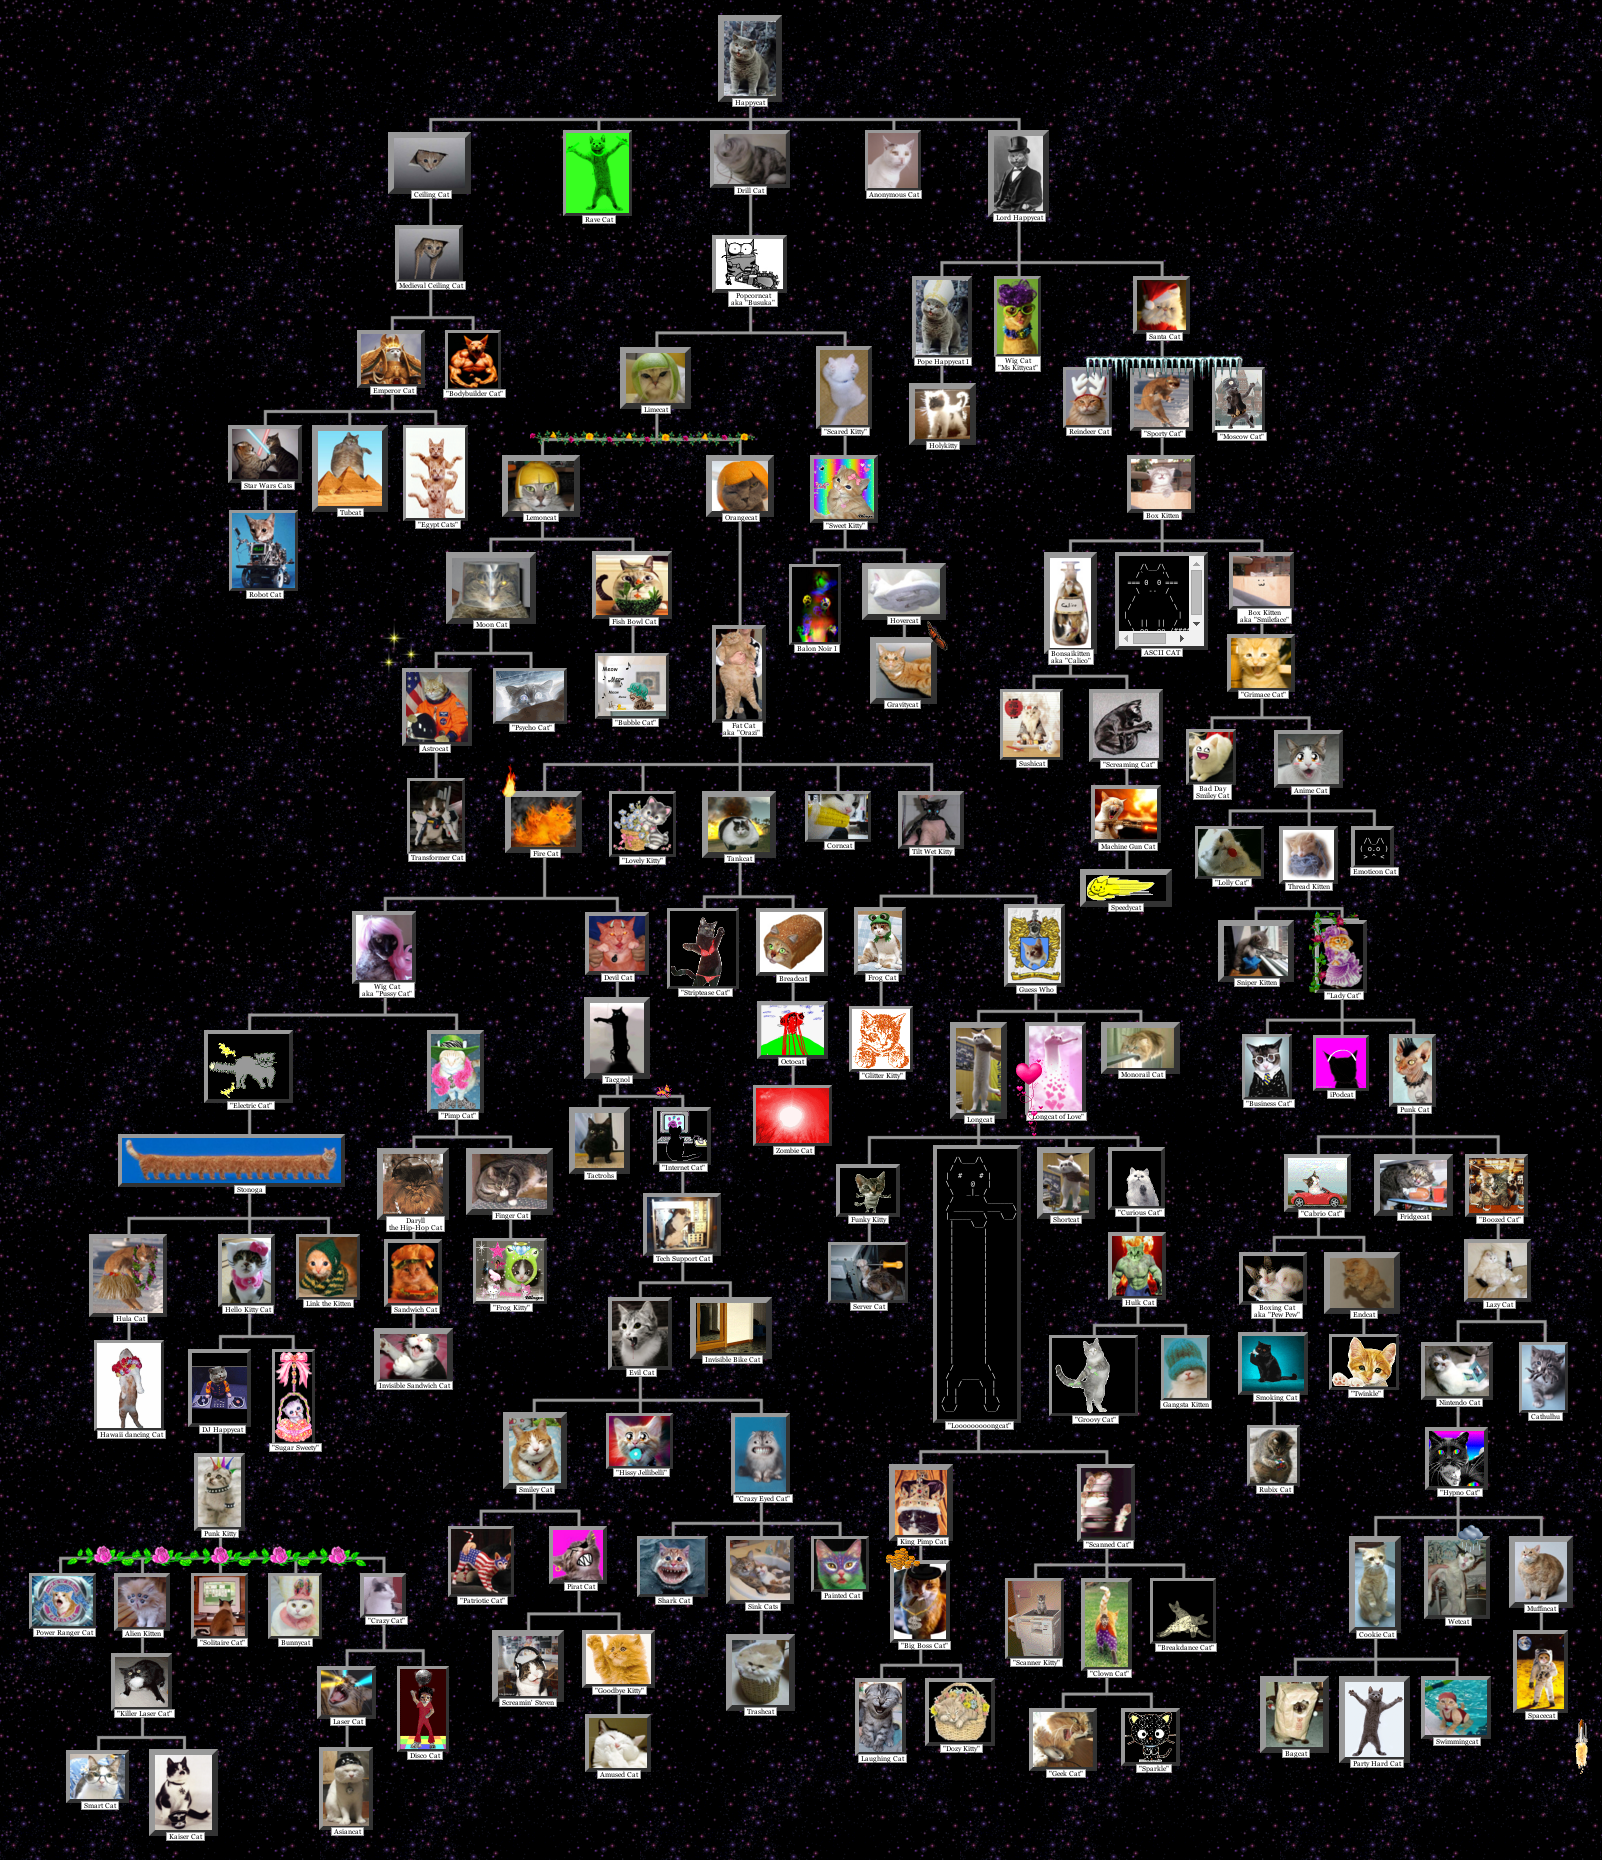 Happycat
Ceiling Cat
Rave Cat
Drill Cat
Anonymous Cat
Lord Happycat
Medieval Ceiling Cat
Popcorncat
aka "Busuka"
Pope Happycat I
Wig Cat
"Ms Kittycat"
Santa Cat
Emperor Cat
"Bodybuilder Cat"
Limecat
"Scared Kitty"
Holykitty
Reindeer Cat
"Sporty Cat"
"Moscow Cat"
Star Wars Cats
Tubcat
"Egypt Cats"
Lemoncat
Orangecat
"Sweet Kitty"
Box Kitten
Robot Cat
Moon Cat
Fish Bowl Cat
Balon Noir I
Hovercat
Bonsaikitten
aka "Calico"
ASCII CAT
Box Kitten
aka "Smileface"
Astrocat
"Psycho Cat"
Meow
"Bubble Cat"
Fat Cat
aka "Orazi"
Gravitycat
Sushicat
"Screaming Cat"
"Grimace Cat"
Bad Day
Smiley Cat
Anime Cat
Transformer Cat
Fire Cat
"Lovely Kitty"
Tankcat
Corncat
Tilt Wet Kitty
Machine Gun Cat
"Lolly Cat"
Thread Kitten
Emoticon Cat
Speedycat
Wig Cat
aka "Pussy Cat"
Devil Cat
"Striptease Cat"
Breadcat
Frog Cat
Guess Who
Sniper Kitten
"Lady Cat"
"Electric Cat"
"Pimp Cat"
Tacgnol
Octocat
"Glitter Kitty"
Longcat
"Longcat of Love"
Monorail Cat
"Business Cat"
iPodcat
Punk Cat
Stonoga
Daryll
the Hip-Hop Cat
Finger Cat
Tactrohs
"Internet Cat"
Zombie Cat
Funky Kitty
Shortcat
"Curious Cat"
"Cabrio Cat"
Fridgecat
"Boozed Cat"
Hula Cat
Hello Kitty Cat
Link the Kitten
Sandwich Cat
"Frog Kitty"
Tech Support Cat
Server Cat
Hulk Cat
Boxing Cat
aka "Pew Pew"
Endcat
Lazy Cat
Hawaii dancing Cat
DJ Happycat
"Sugar Sweety"
Invisible Sandwich Cat
Evil Cat
Invisible Bike Cat
"Looooooooongcat"
"Groovy Cat"
Gangsta Kitten
Smoking Cat
"Twinkle"
Nintendo Cat
Cathulhu
Punk Kitty
Smiley Cat
"Hissy Jellibelli"
"Crazy Eyed Cat"
King Pimp Cat
"Scanned Cat"
Rubix Cat
"Hypno Cat"
Power Ranger Cat
Alien Kitten
"Solitaire Cat"
Bunnycat
"Crazy Cat"
"Patriotic Cat"
Pirat Cat
Shark Cat
Sink Cats
Painted Cat
"Big Boss Cat"
"Scanner Kitty"
"Clown Cat"
"Breakdance Cat"
Cookie Cat
Wetcat
Muffincat
"Killer Laser Cat"
Laser Cat
Disco Cat
Screamin' Steven
"Goodbye Kitty"
Trashcat
Laughing Cat
"Dozy Kitty"
"Geek Cat"
"Sparkle"
Bagcat
Party Hard Cat
Swimmingcat
Spacecat
Smart Cat
Kaiser Cat
Asiancat
Amused Cat